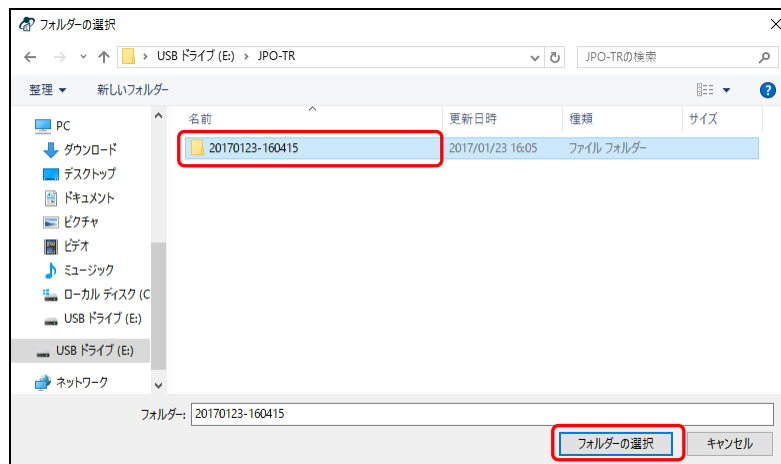 フォルダーの選択
USB ドライブ (E:) › JPO-TR
JPO-TRの検索
整理 新しいフォルダー
名前 更新日時 種類 サイズ
PC
20170123-160415 2017/01/23 16:05 ファイル フォルダー
ダウンロード
デスクトップ
ドキュメント
ピクチャ
ビデオ
ミュージック
ローカル ディスク (C
USB ドライブ (E:)
USB ドライブ (E:)
ネットワーク
フォルダー: 20170123-160415
フォルダーの選択 キャンセル